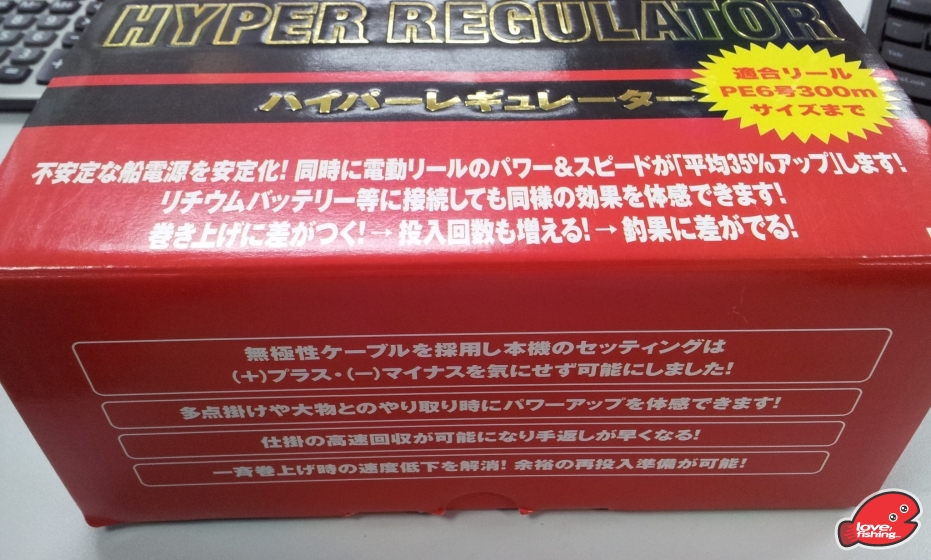 HYPER REGULATOR
ハイパーレギュレーター
適合リール
PE6号300m
サイズまで
不安定な船電源を安定化! 同時に電動リールのパワー&スピードが「平均35%アップ」します!
リチウムバッテリー等に接続しても同様の効果を体感できます!
巻き上げに差がつく!→投入回数も増える!→釣果に差がでる!
無極性ケーブルを採用し本機のセッティングは
(+)プラス・(−)マイナスを気にせず可能にしました!
多点掛けや大物とのやり取り時にパワーアップを体感できます!
仕掛の高速回収が可能になり手返しが早くなる!
一斉巻上げ時の速度低下を解消! 余裕の再投入準備が可能!
love,
fishing...